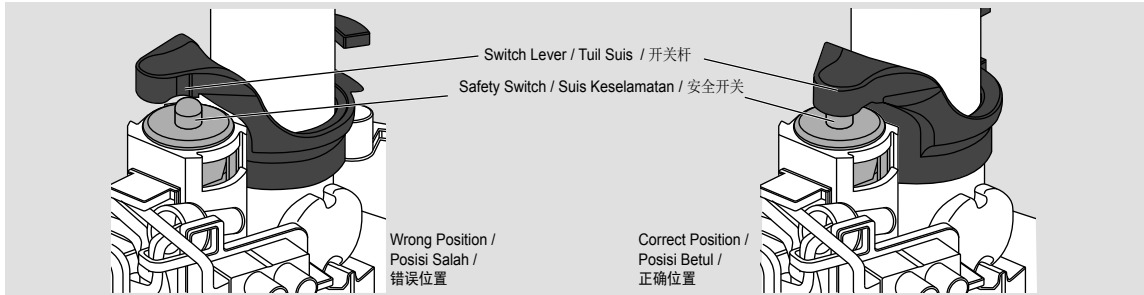 Switch Lever / Tuil Suis / 开关杆
Safety Switch / Suis Keselamatan / 安全开关
Wrong Position /
Posisi Salah /
错误位置
Correct Position /
Posisi Betul /
正确位置